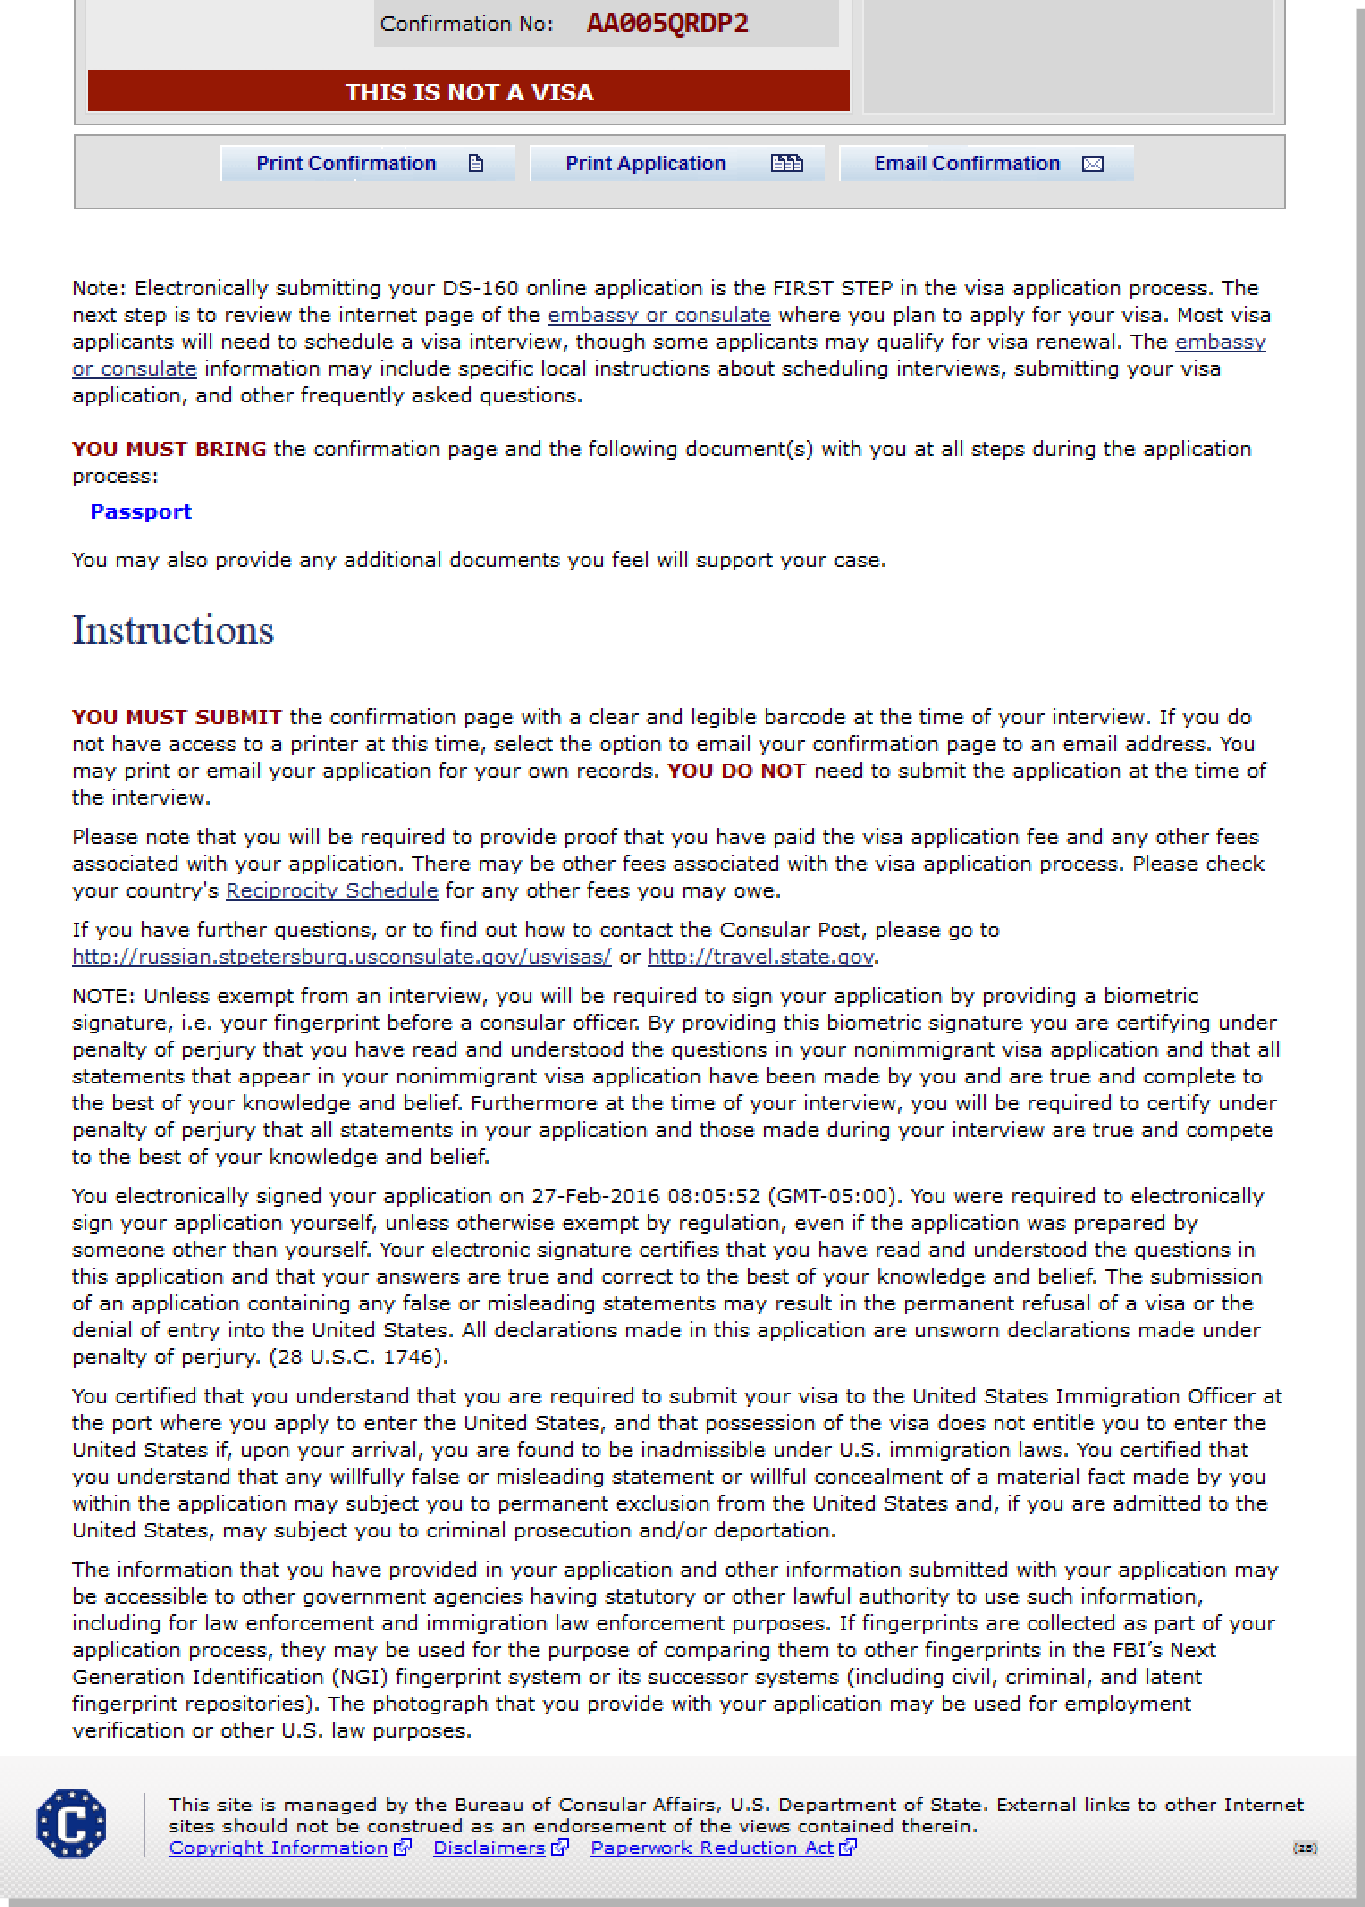 Confirmation No: AA005QRDP2
THIS IS NOT A VISA
Print Confirmation Print Application Email Confirmation
Note: Electronically submitting your DS-160 online application is the FIRST STEP in the visa application process. The
next step is to review the internet page of the embassy or consulate where you plan to apply for your visa. Most visa
applicants will need to schedule a visa interview, though some applicants may qualify for visa renewal. The embassy
or consulate information may include specific local instructions about scheduling interviews, submitting your visa
application, and other frequently asked questions.
YOU MUST BRING the confirmation page and the following document(s) with you at all steps during the application
process:
Passport
You may also provide any additional documents you feel will support your case.
Instructions
YOU MUST SUBMIT the confirmation page with a clear and legible barcode at the time of your interview. If you do
not have access to a printer at this time, select the option to email your confirmation page to an email address. You
may print or email your application for your own records. YOU DO NOT need to submit the application at the time of
the interview.
Please note that you will be required to provide proof that you have paid the visa application fee and any other fees
associated with your application. There may be other fees associated with the visa application process. Please check
your country's Reciprocity Schedule for any other fees you may owe.
If you have further questions, or to find out how to contact the Consular Post, please go to
http://russian.stpetersburg.usconsulate.gov/usvisas/ or http://travel.state.gov.
NOTE: Unless exempt from an interview, you will be required to sign your application by providing a biometric
signature, i.e. your fingerprint before a consular officer. By providing this biometric signature you are certifying under
penalty of perjury that you have read and understood the questions in your nonimmigrant visa application and that all
statements that appear in your nonimmigrant visa application have been made by you and are true and complete to
the best of your knowledge and belief. Furthermore at the time of your interview, you will be required to certify under
penalty of perjury that all statements in your application and those made during your interview are true and compete
to the best of your knowledge and belief.
You electronically signed your application on 27-Feb-2016 08:05:52 (GMT-05:00). You were required to electronically
sign your application yourself, unless otherwise exempt by regulation, even if the application was prepared by
someone other than yourself. Your electronic signature certifies that you have read and understood the questions in
this application and that your answers are true and correct to the best of your knowledge and belief. The submission
of an application containing any false or misleading statements may result in the permanent refusal of a visa or the
denial of entry into the United States. All declarations made in this application are unsworn declarations made under
penalty of perjury. (28 U.S.C. 1746).
You certified that you understand that you are required to submit your visa to the United States Immigration Officer at
the port where you apply to enter the United States, and that possession of the visa does not entitle you to enter the
United States if, upon your arrival, you are found to be inadmissible under U.S. immigration laws. You certified that
you understand that any willfully false or misleading statement or willful concealment of a material fact made by you
within the application may subject you to permanent exclusion from the United States and, if you are admitted to the
United States, may subject you to criminal prosecution and/or deportation.
The information that you have provided in your application and other information submitted with your application may
be accessible to other government agencies having statutory or other lawful authority to use such information,
including for law enforcement and immigration law enforcement purposes. If fingerprints are collected as part of your
application process, they may be used for the purpose of comparing them to other fingerprints in the FBI's Next
Generation Identification (NGI) fingerprint system or its successor systems (including civil, criminal, and latent
fingerprint repositories). The photograph that you provide with your application may be used for employment
verification or other U.S. law purposes.
C
This site is managed by the Bureau of Consular Affairs, U.S. Department of State. External links to other Internet
sites should not be construed as an endorsement of the views contained therein.
Copyright Information Disclaimers Paperwork Reduction Act